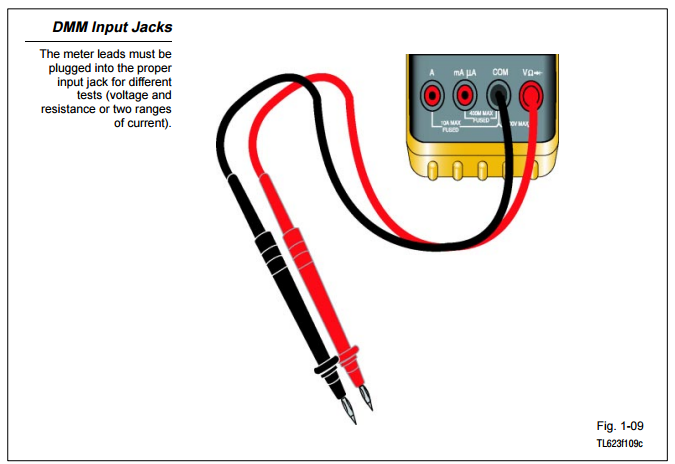 DMM Input Jacks
The meter leads must be
plugged into the proper
input jack for different
tests (voltage and
resistance or two ranges
of current).
A mA μA COM VΩ
400M MAX
FUSED
10A MAX
FUSED
V MAX
Fig. 1-09
TL623f109c